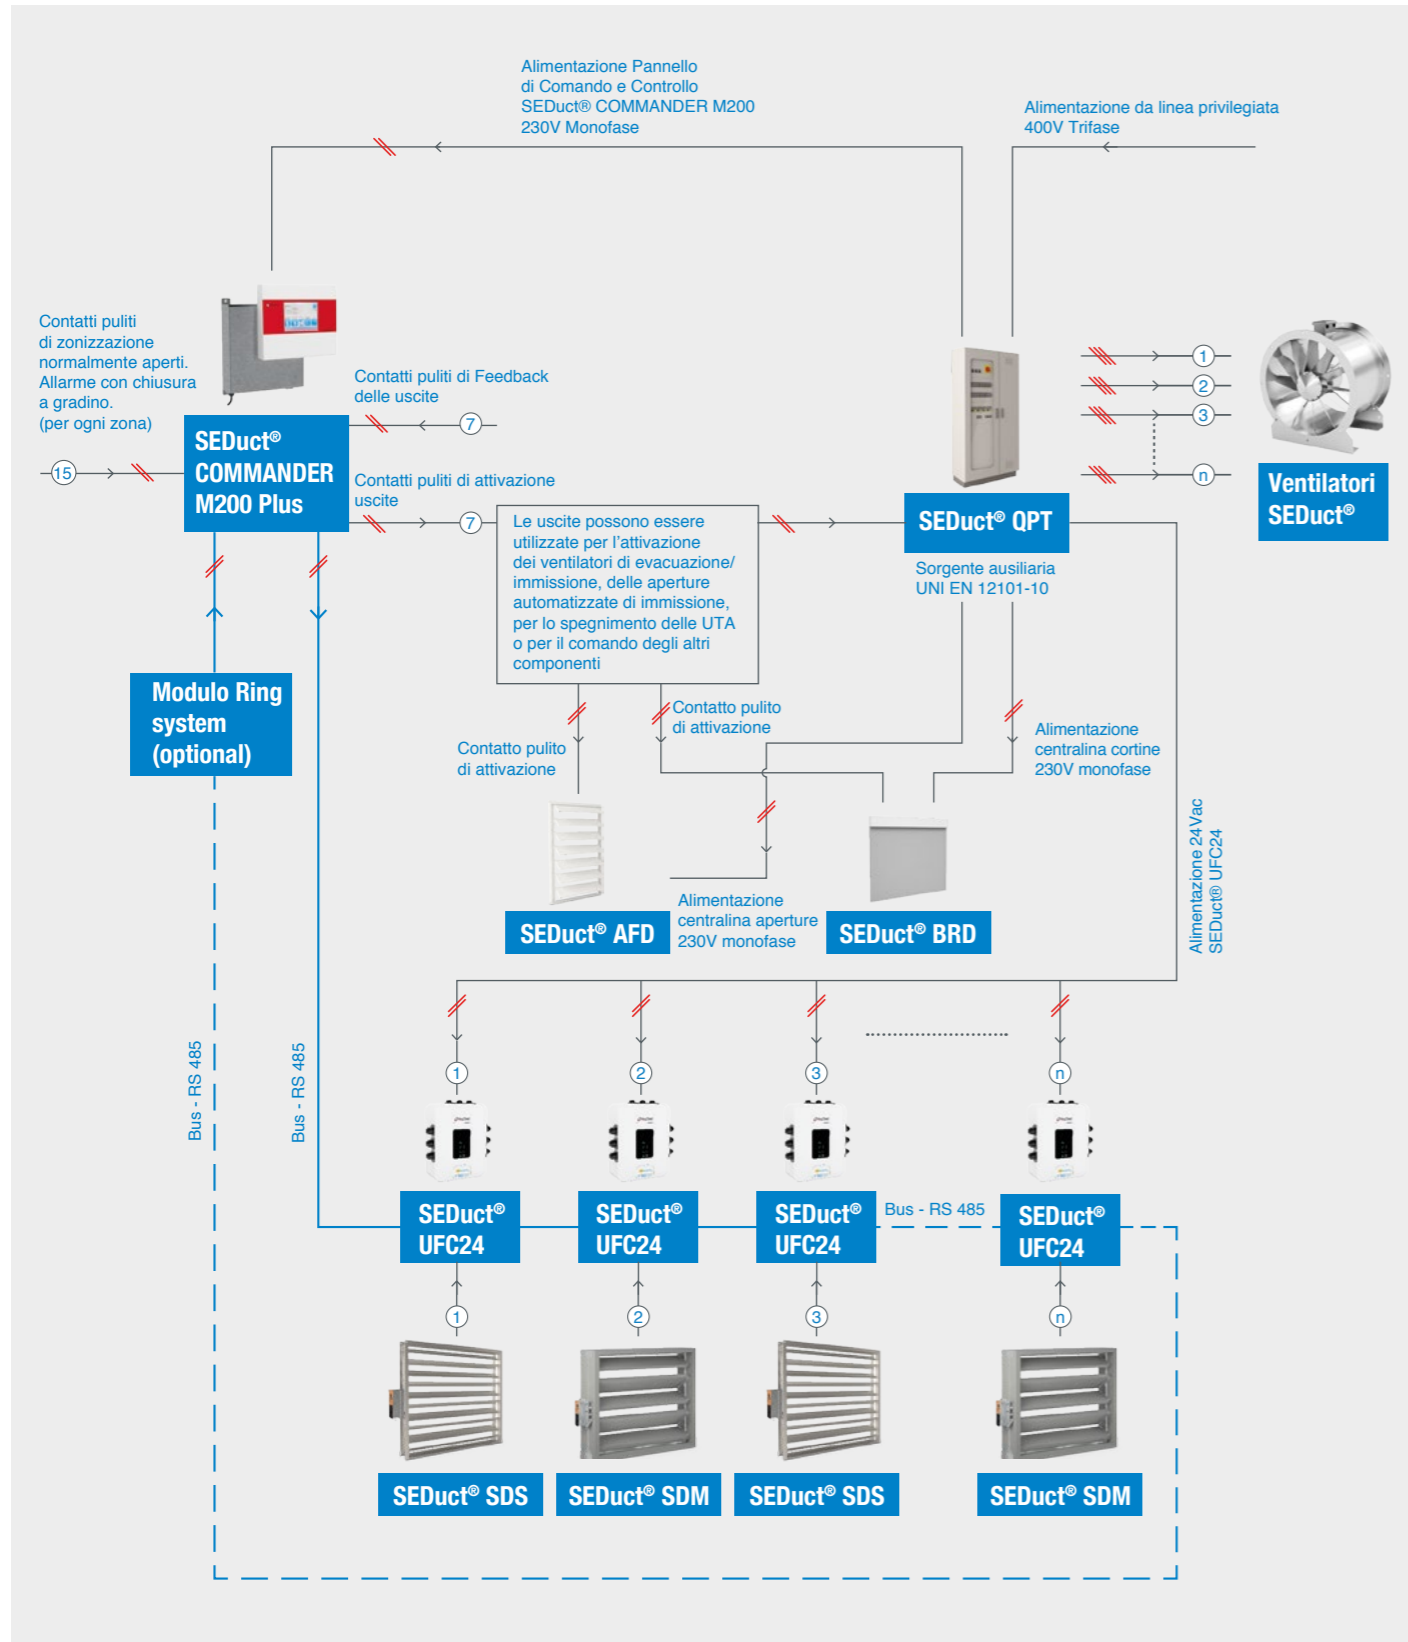 Alimentazione Pannello
di Comando e Controllo
SEDuct® COMMANDER M200
230V Monofase
Alimentazione da linea privilegiata
400V Trifase
Contatti puliti
di zonizzazione
normalmente aperti.
Allarme con chiusura
a gradino.
(per ogni zona)
15
SEDuct®
COMMANDER
M200 Plus
Contatti puliti di Feedback
delle uscite
7
Contatti puliti di attivazione
uscite
7
Le uscite possono essere
utilizzate per l'attivazione
dei ventilatori di evacuazione/
immissione, delle aperture
automatizzate di immissione,
per lo spegnimento delle UTA
o per il comando degli altri
componenti
SEDuct® QPT
Sorgente ausiliaria
UNI EN 12101-10
1
2
3
n
Ventilatori
SEDuct®
Modulo Ring
system
(optional)
Contatto pulito
di attivazione
Contatto pulito
di attivazione
Alimentazione
centralina cortine
230V monofase
SEDuct® AFD
Alimentazione
centralina aperture
230V monofase
SEDuct® BRD
Alimentazione 24Vac
SEDuct® UFC24
Bus - RS 485
Bus - RS 485
1
2
3
n
SEDuct®
UFC24
SEDuct®
UFC24
SEDuct®
UFC24
Bus - RS 485
SEDuct®
UFC24
1
2
3
n
SEDuct® SDS
SEDuct® SDM
SEDuct® SDS
SEDuct® SDM